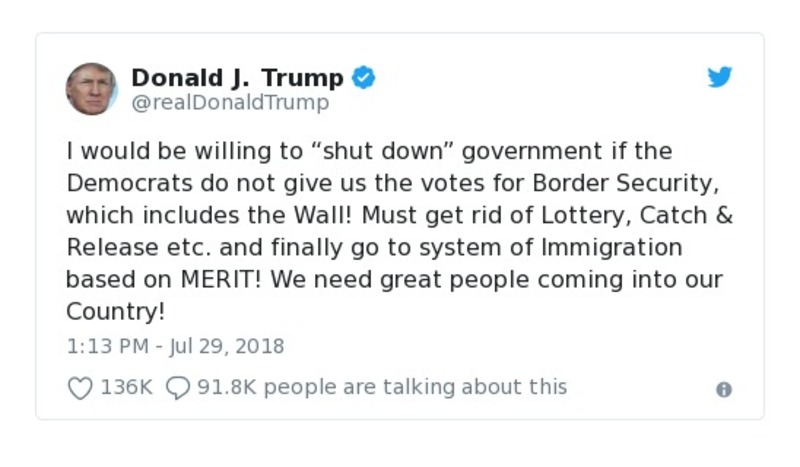 Donald J. Trump
@realDonaldTrump
I would be willing to “shut down” government if the
Democrats do not give us the votes for Border Security,
which includes the Wall! Must get rid of Lottery, Catch &
Release etc. and finally go to system of Immigration
based on MERIT! We need great people coming into our
Country!
1:13 PM - Jul 29, 2018
136K 91.8K people are talking about this